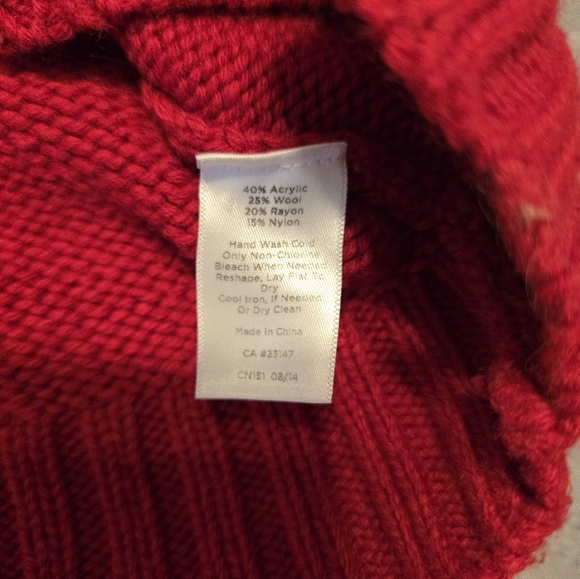 40% Acrylic
25% Wool
20% Rayon
15% Nylon
Hand Wash Cold
Only Non-Chlorine
Bleach When Needed
Reshape, Lay Flat To
Dry
Cool Iron, If Needed
Or Dry Clean
Made in China
CA #23147
CN151 08/14